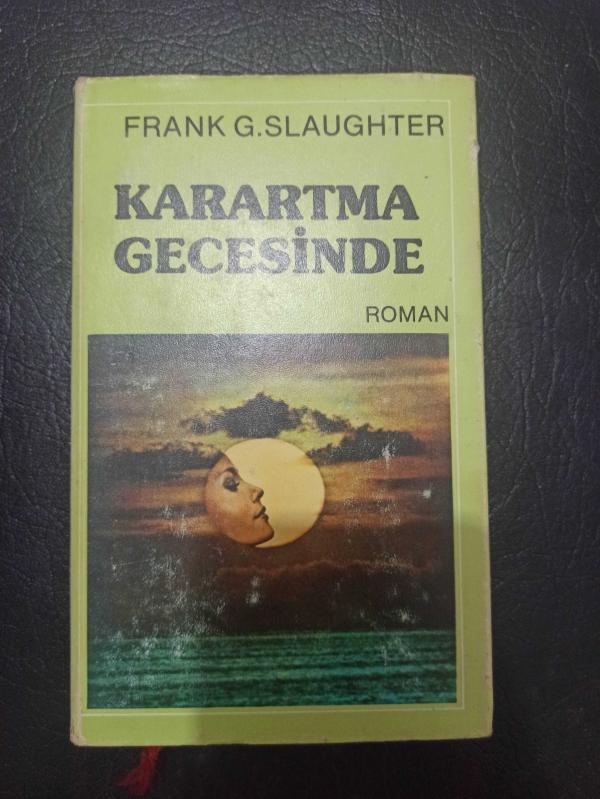 FRANK G.SLAUGHTER
KARARTMA
GECESİNDE
ROMAN